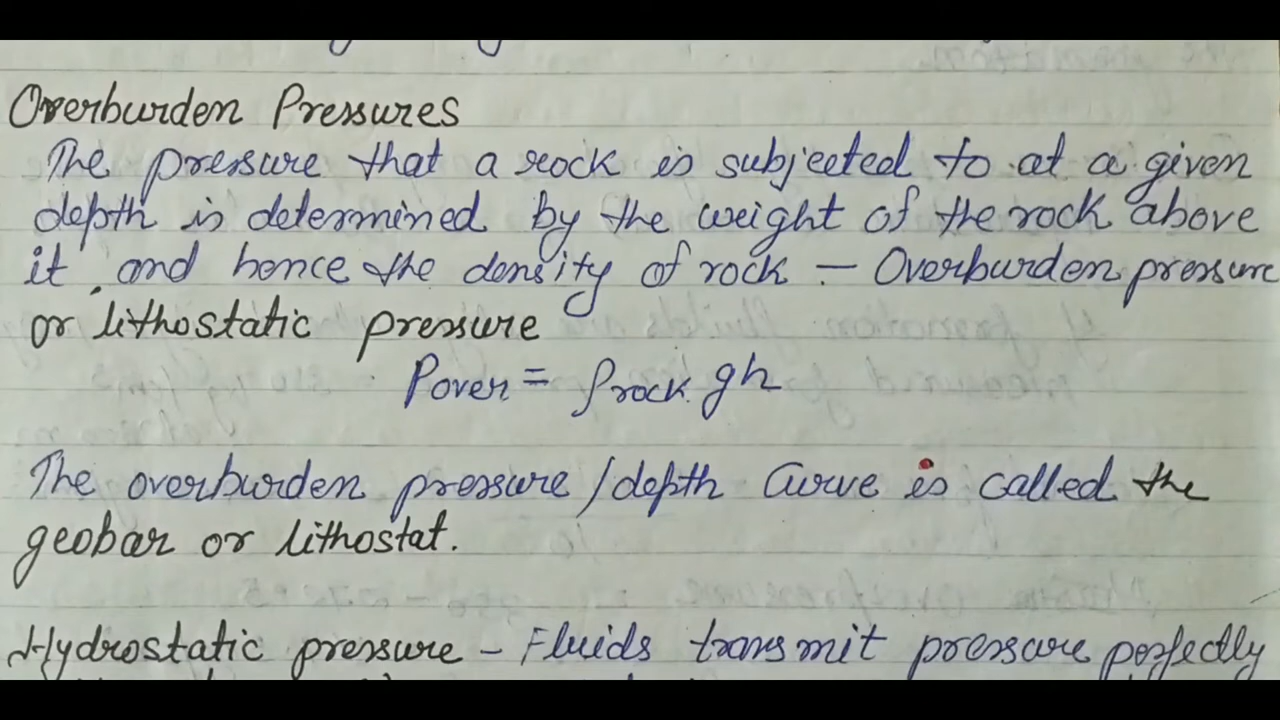 Overburden Pressures
The pressure that a rock is subjected to at a given
depth is determined by the weight of the rock above
it, and hence the density of rock – Overburden pressure
or lithostatic pressure
Pover = ρrock gh
The overburden pressure/depth Curve is called the
geobar or lithostat.
Hydrostatic pressure – Fluids transmit pressure perfectly